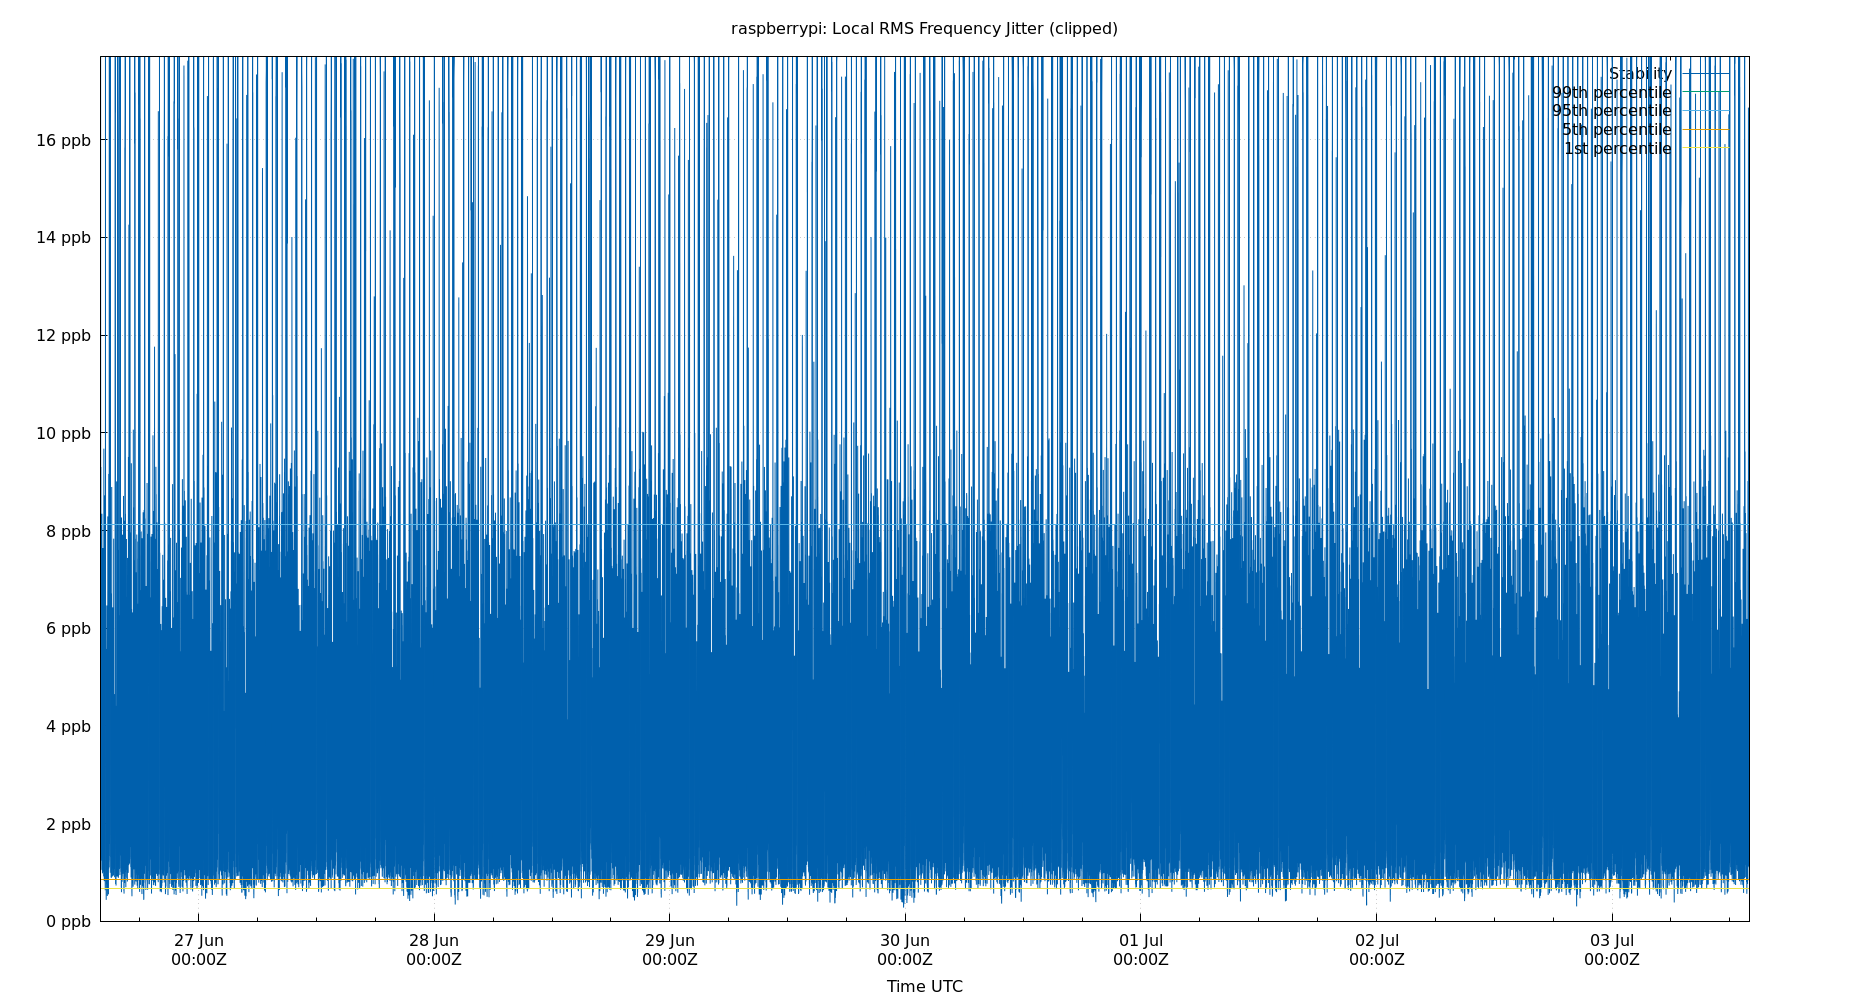 raspberrypi: Local RMS Frequency Jitter (clipped)
Stability
99th percentile
95th percentile
5th percentile
1st percentile
16 ppb
14 ppb
12 ppb
10 ppb
8 ppb
6 ppb
4 ppb
2 ppb
0 ppb
27 Jun 28 Jun 29 Jun 30 Jun 01 Jul 02 Jul 03 Jul
00:00Z 00:00Z 00:00Z 00:00Z 00:00Z 00:00Z 00:00Z
Time UTC